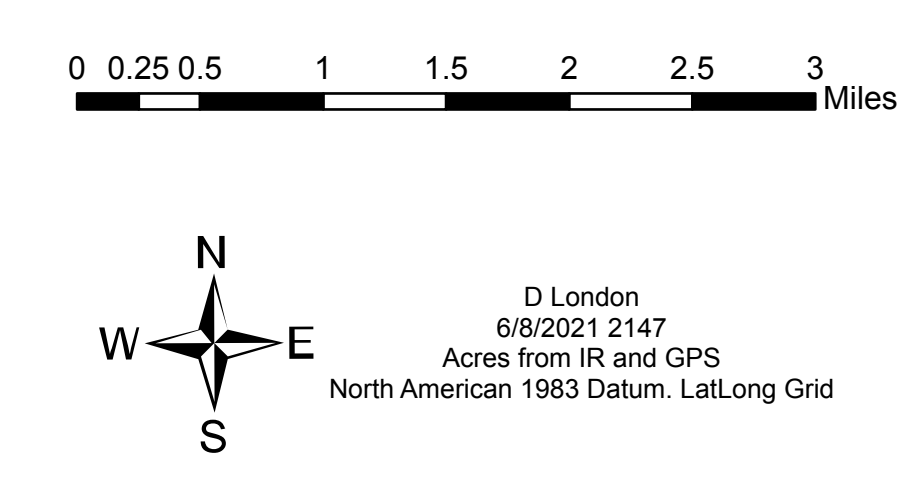 0 0.25 0.5 1 1.5 2 2.5 3
Miles
N
W E
S
D London
6/8/2021 2147
Acres from IR and GPS
North American 1983 Datum. LatLong Grid